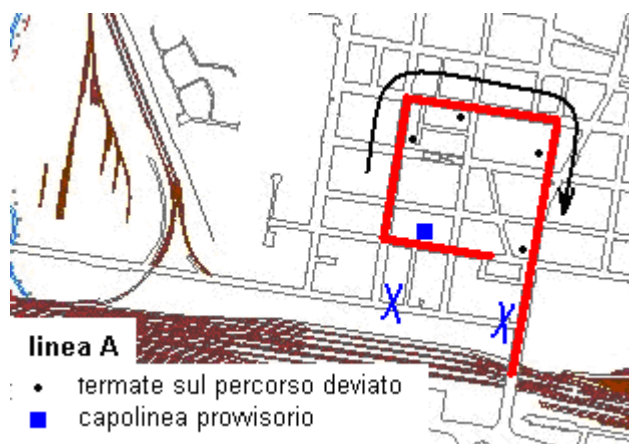 linea A
termate sul percorso deviato
capolinea provvisorio